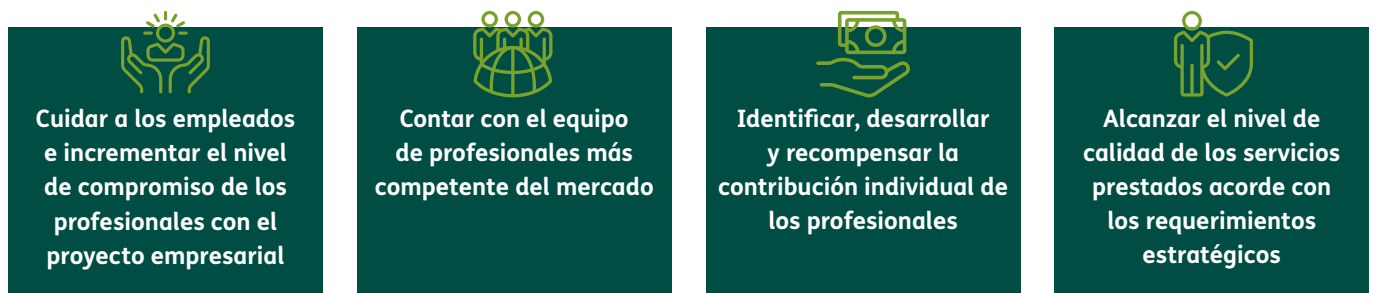 Cuidar a los empleados
e incrementar el nivel
de compromiso de los
profesionales con el
proyecto empresarial
Contar con el equipo
de profesionales más
competente del mercado
Identificar, desarrollar
y recompensar la
contribución individual de
los profesionales
Alcanzar el nivel de
calidad de los servicios
prestados acorde con
los requerimientos
estratégicos